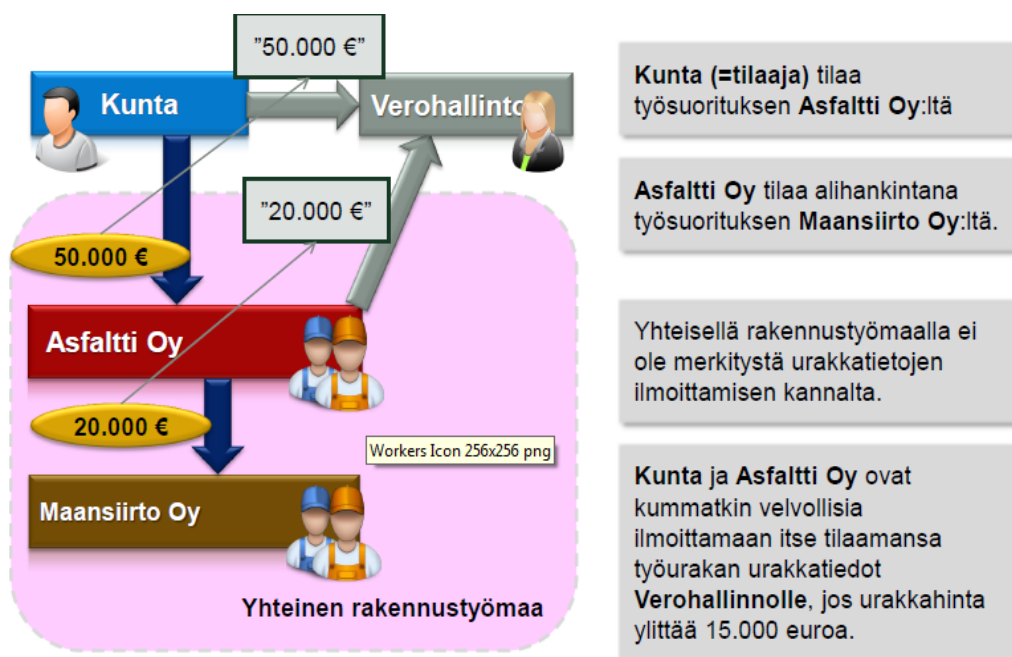 "50.000 €"
Kunta
Verohallinto
"20.000 €"
50.000 €
Asfaltti Oy
20.000 €
Workers Icon 256x256 png
Maansiirto Oy
Yhteinen rakennustyömaa
Kunta (=tilaaja) tilaa
työsuorituksen Asfaltti Oy:ltä
Asfaltti Oy tilaa alihankintana
työsuorituksen Maansiirto Oy:ltä.
Yhteisellä rakennustyömaalla ei
ole merkitystä urakkatietojen
ilmoittamisen kannalta.
Kunta ja Asfaltti Oy ovat
kummatkin velvollisia
ilmoittamaan itse tilaamansa
työurakan urakkatiedot
Verohallinnolle, jos urakkahinta
ylittää 15.000 euroa.